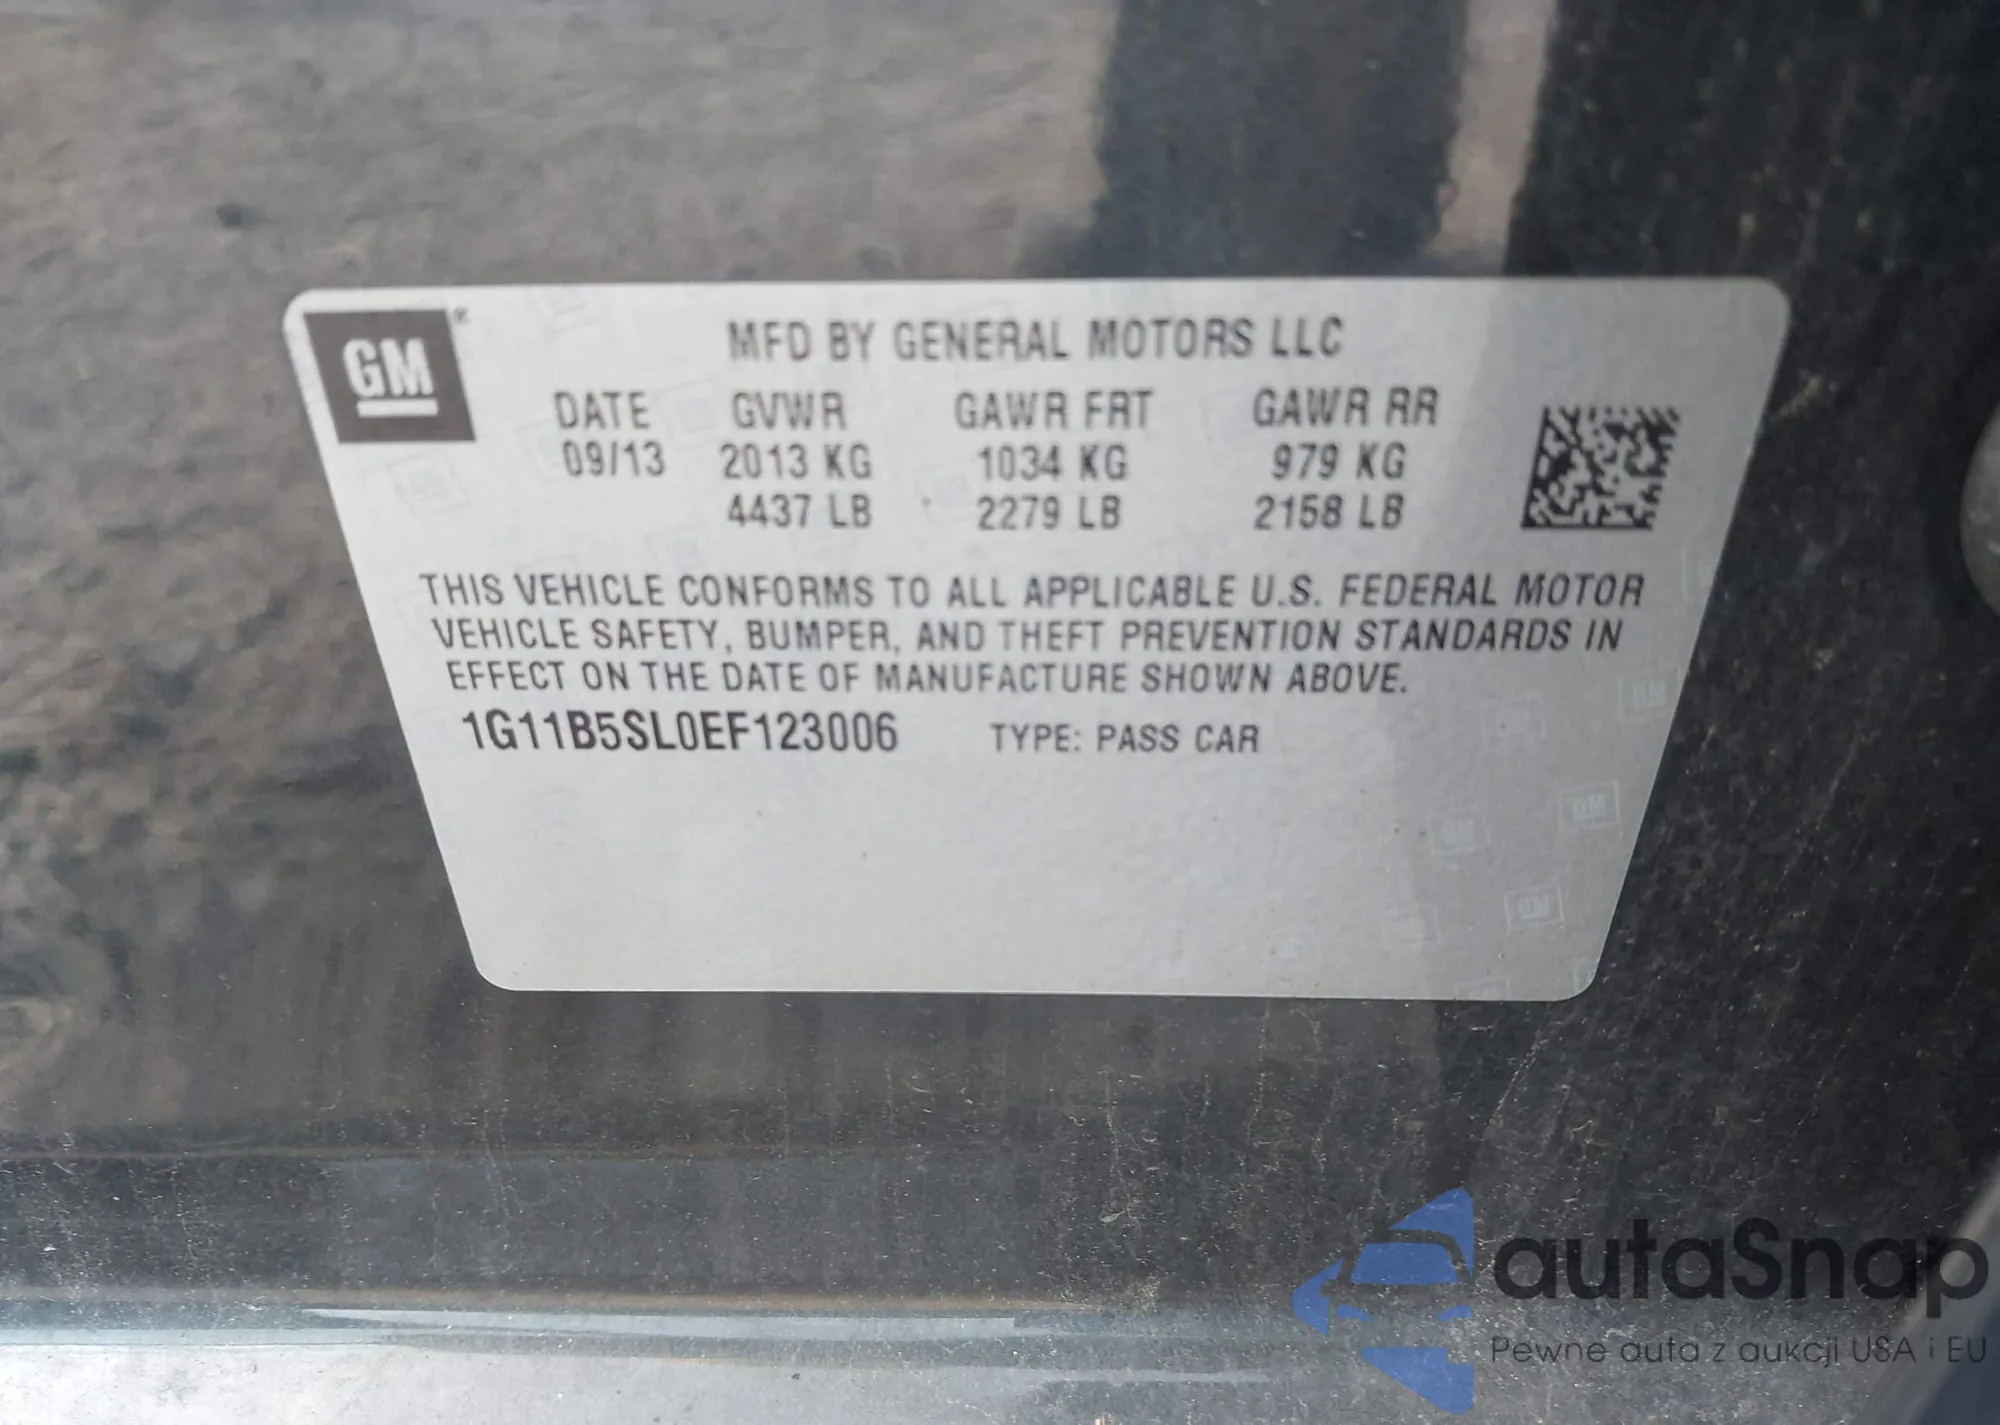 GM®
MFD BY GENERAL MOTORS LLC
DATE GVWR GAWR FRT GAWR RR
09/13 2013 KG 1034 KG 979 KG
4437 LB 2279 LB 2158 LB
THIS VEHICLE CONFORMS TO ALL APPLICABLE U.S. FEDERAL MOTOR
VEHICLE SAFETY, BUMPER, AND THEFT PREVENTION STANDARDS IN
EFFECT ON THE DATE OF MANUFACTURE SHOWN ABOVE.
1G11B5SL0EF123006 TYPE: PASS CAR
autaSnap
Pewne auta z aukcji USA i EU